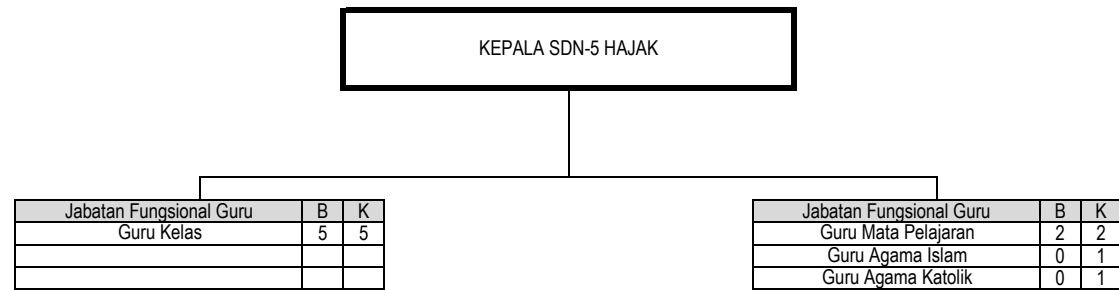 KEPALA SDN-5 HAJAK
Jabatan Fungsional Guru B K
Guru Kelas 5 5
Jabatan Fungsional Guru B K
Guru Mata Pelajaran 2 2
Guru Agama Islam 0 1
Guru Agama Katolik 0 1